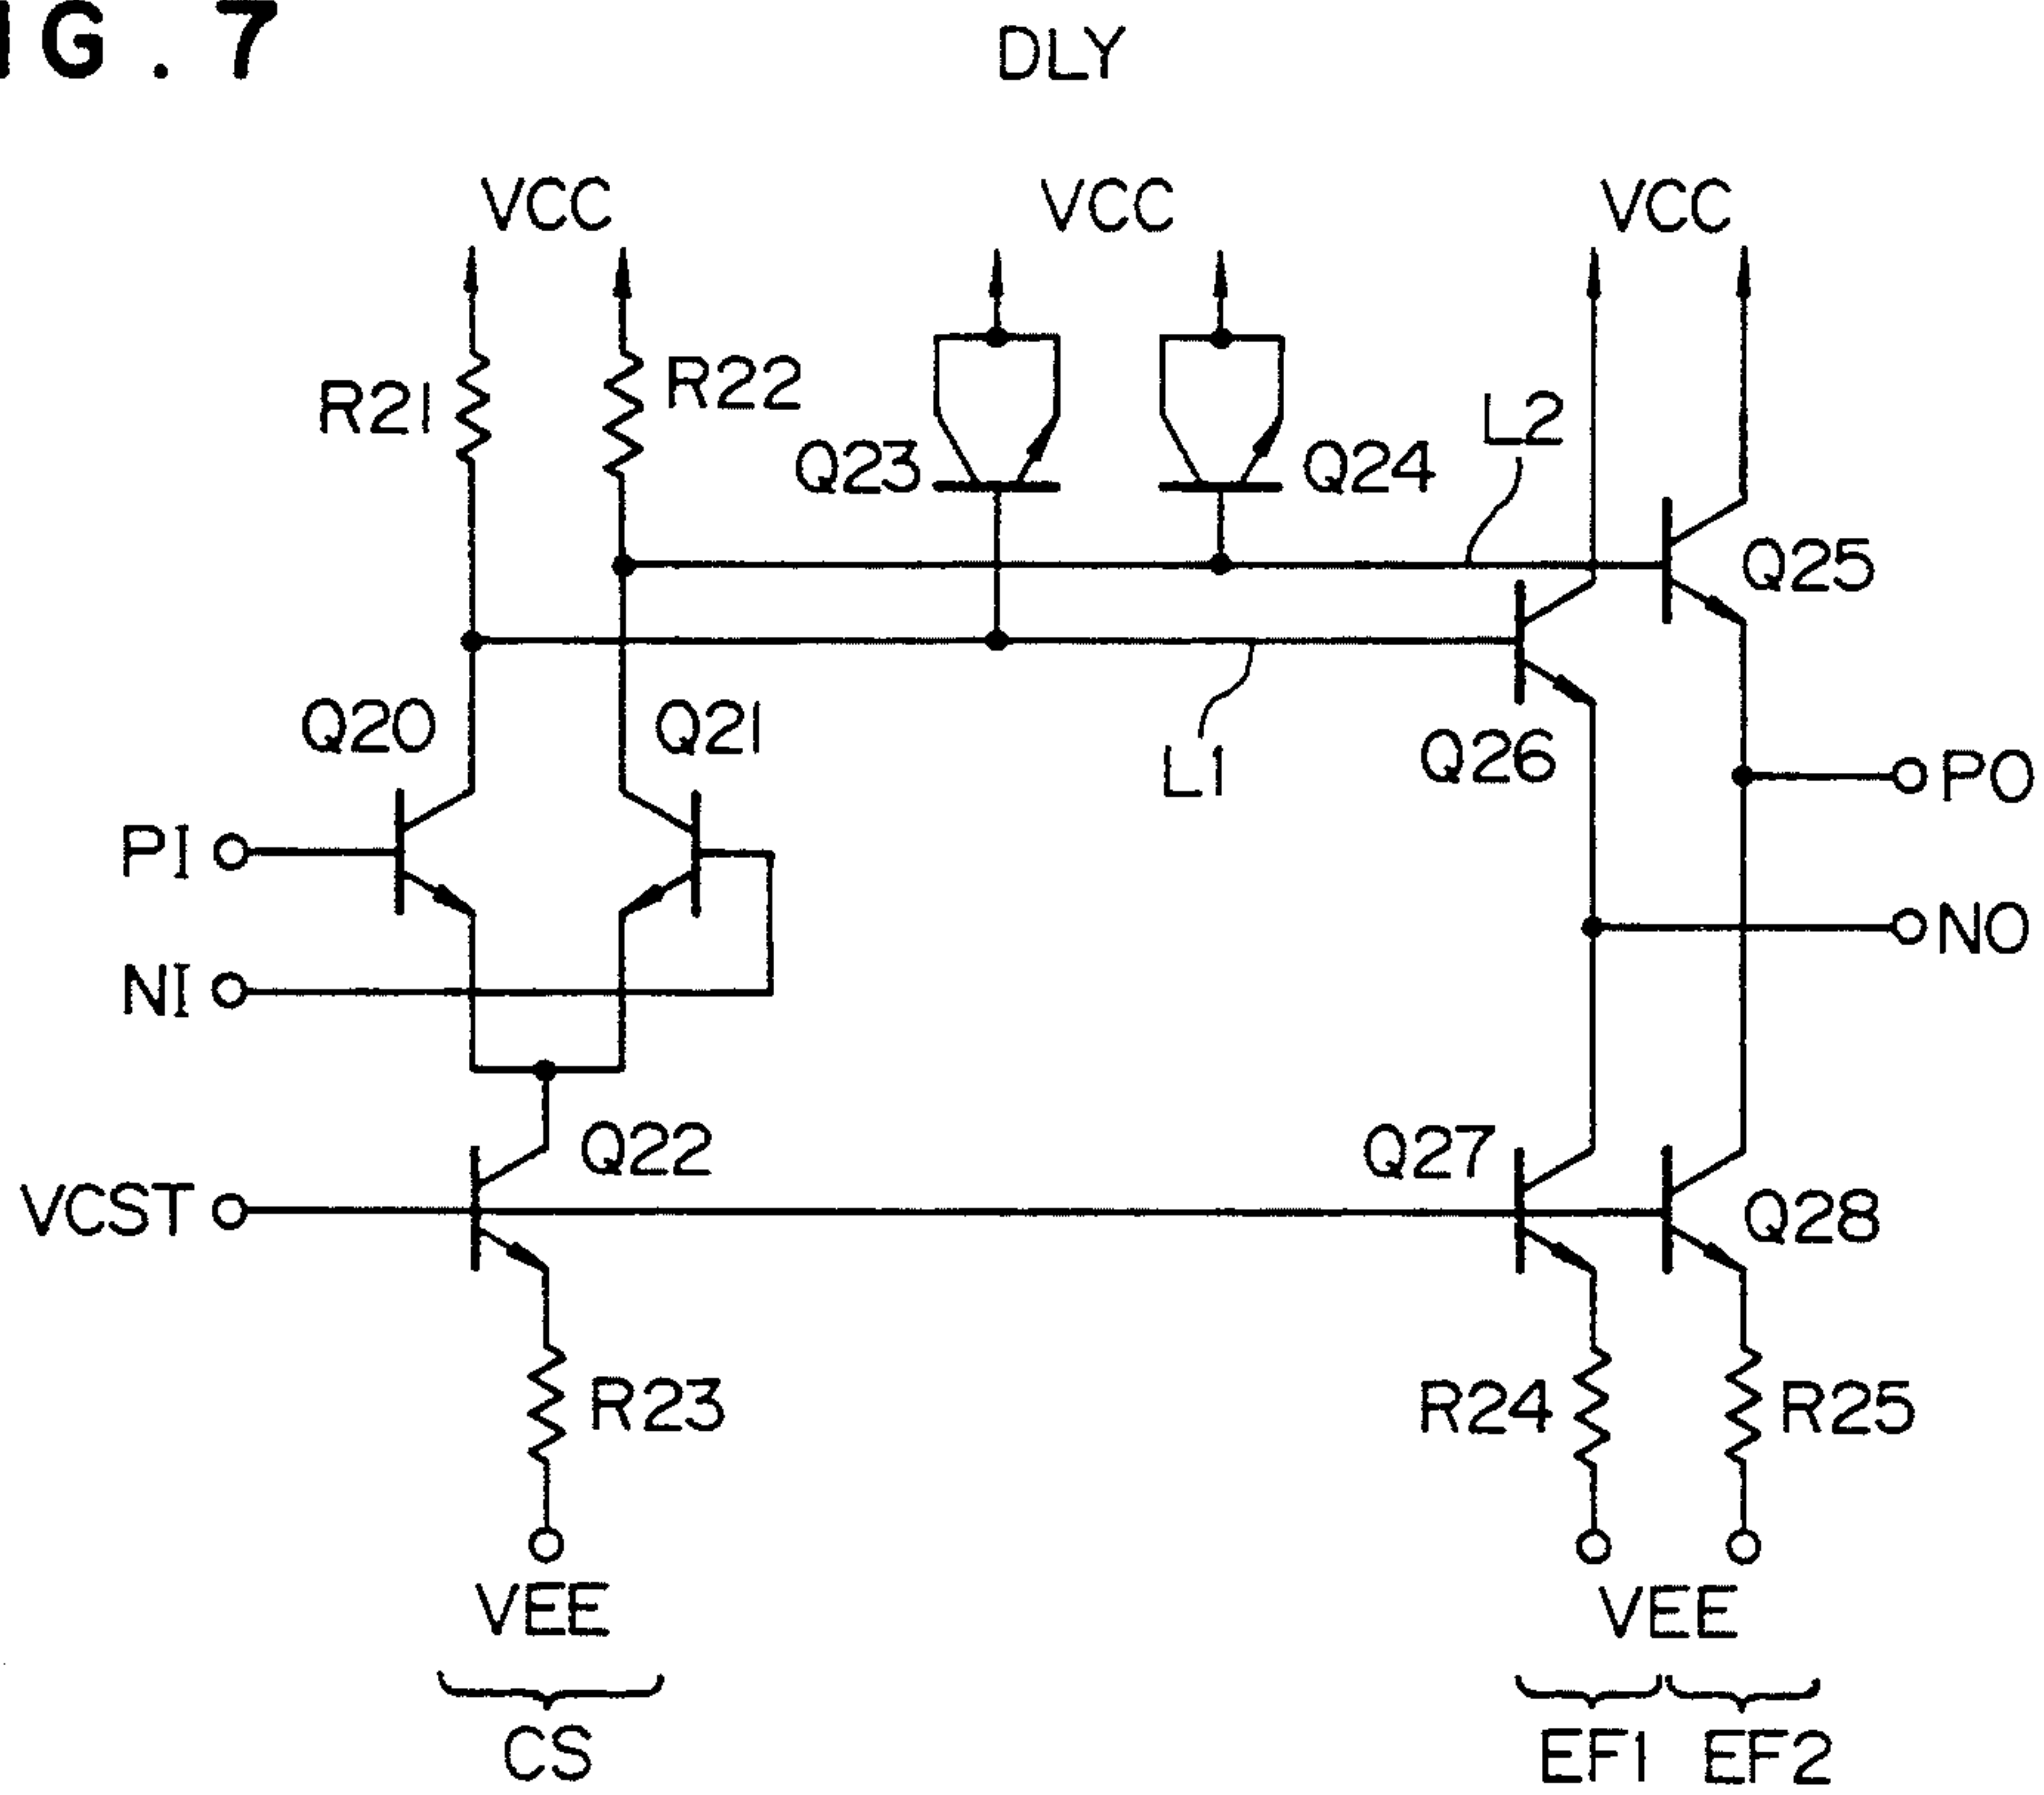 IG. 7
DLY
VCC
VCC
VCC
R21
R22
Q23
Q24
L2
Q25
Q20
Q21
L1
Q26
PO
PI
NO
NI
Q22
Q27
VCST
Q28
R23
R24
R25
VEE
VEE
CS
EF1
EF2